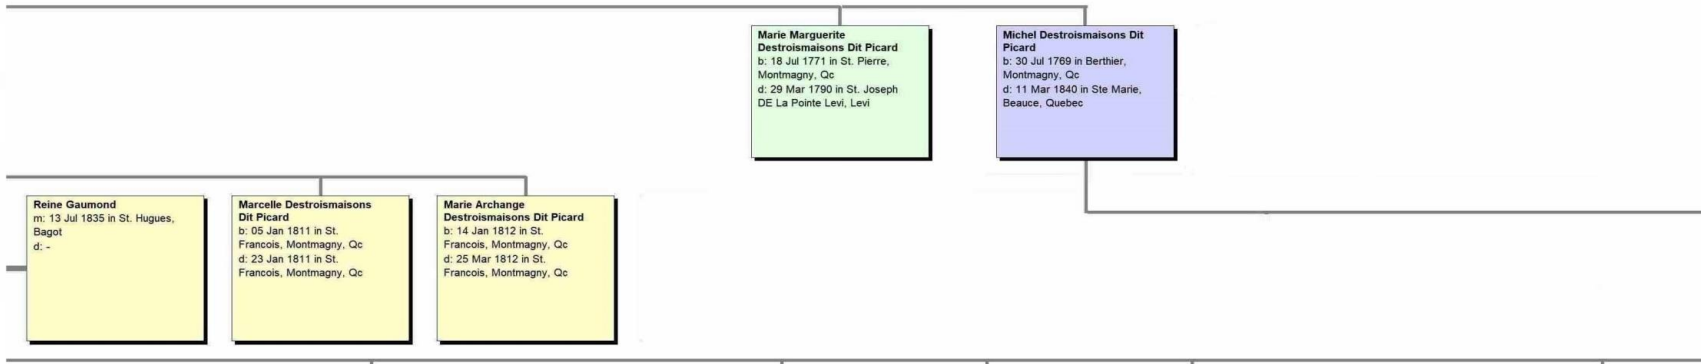 Marie Marguerite
Destroismaisons Dit Picard
b: 18 Jul 1771 in St. Pierre,
Montmagny, Qc
d: 29 Mar 1790 in St. Joseph
DE La Pointe Levi, Levi
Michel Destroismaisons Dit
Picard
b: 30 Jul 1769 in Berthier,
Montmagny, Qc
d: 11 Mar 1840 in Ste Marie,
Beauce, Quebec
Reine Gaumond
m: 13 Jul 1835 in St. Hugues,
Bagot
d: -
Marcelle Destroismaisons
Dit Picard
b: 05 Jan 1811 in St.
Francois, Montmagny, Qc
d: 23 Jan 1811 in St.
Francois, Montmagny, Qc
Marie Archange
Destroismaisons Dit Picard
b: 14 Jan 1812 in St.
Francois, Montmagny, Qc
d: 25 Mar 1812 in St.
Francois, Montmagny, Qc